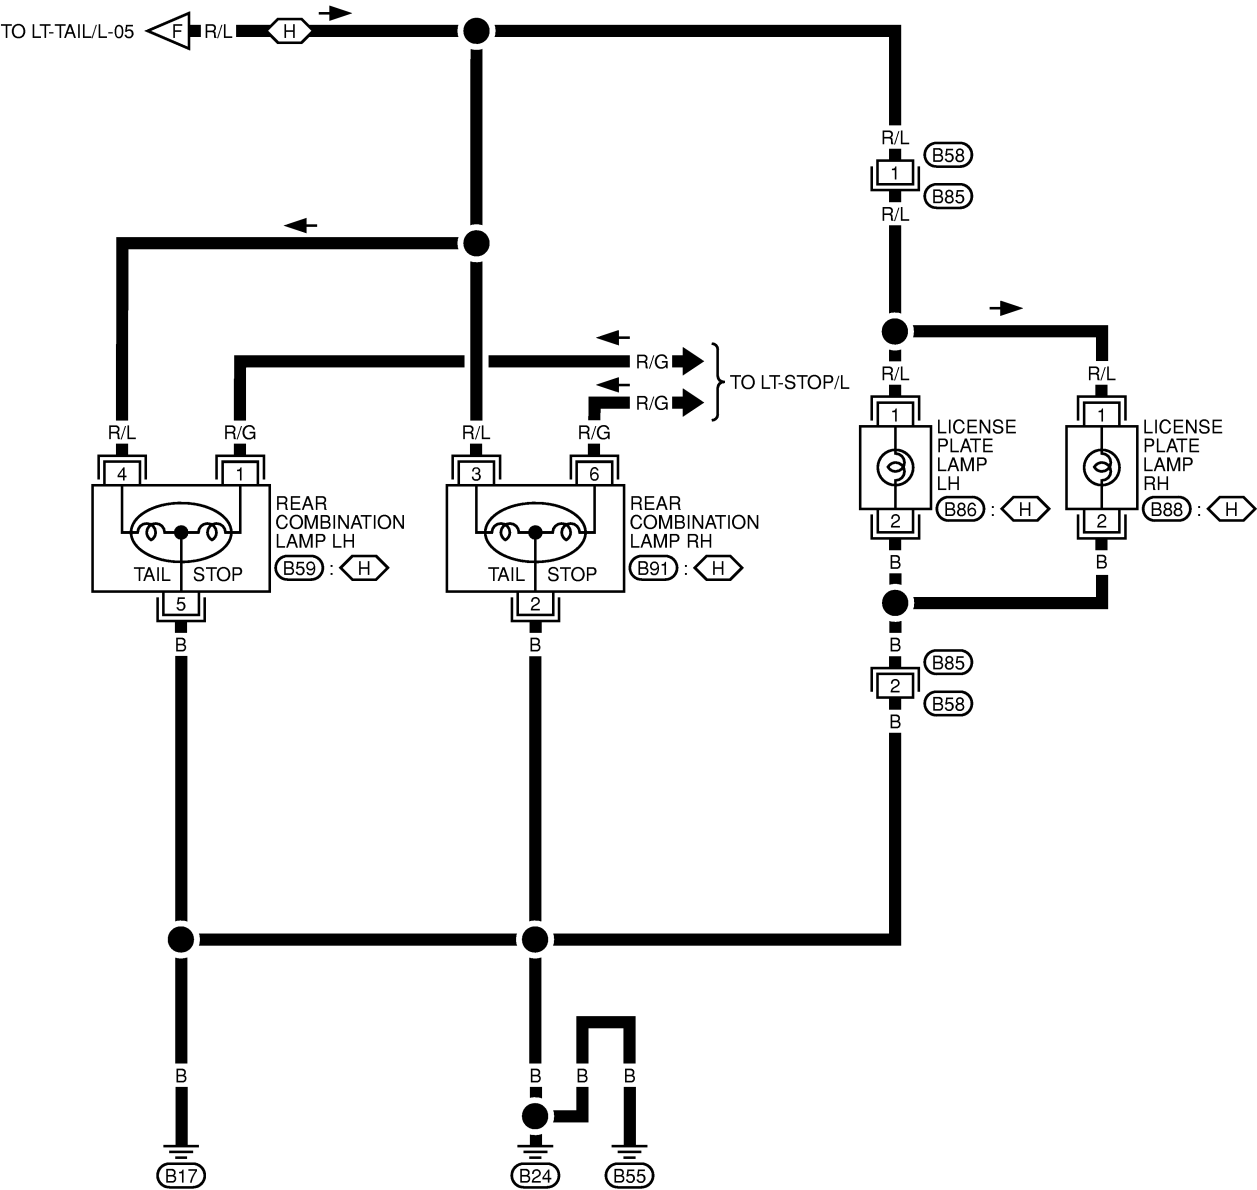 TO LT-TAIL/L-05 F R/L H
R/L
B58
1
B85
R/L
R/G
TO LT-STOP/L
R/G
R/L R/L
R/L R/G R/L R/G
1 1
LICENSE
PLATE
LAMP
LH
B86 : H
LICENSE
PLATE
LAMP
RH
B88 : H
4 1 3 6
REAR
COMBINATION
LAMP LH
B59 : H
REAR
COMBINATION
LAMP RH
B91 : H
2 2
TAIL STOP TAIL STOP
B B
5 2
B B B
B85
2
B58
B
B B B B
B17 B24 B55